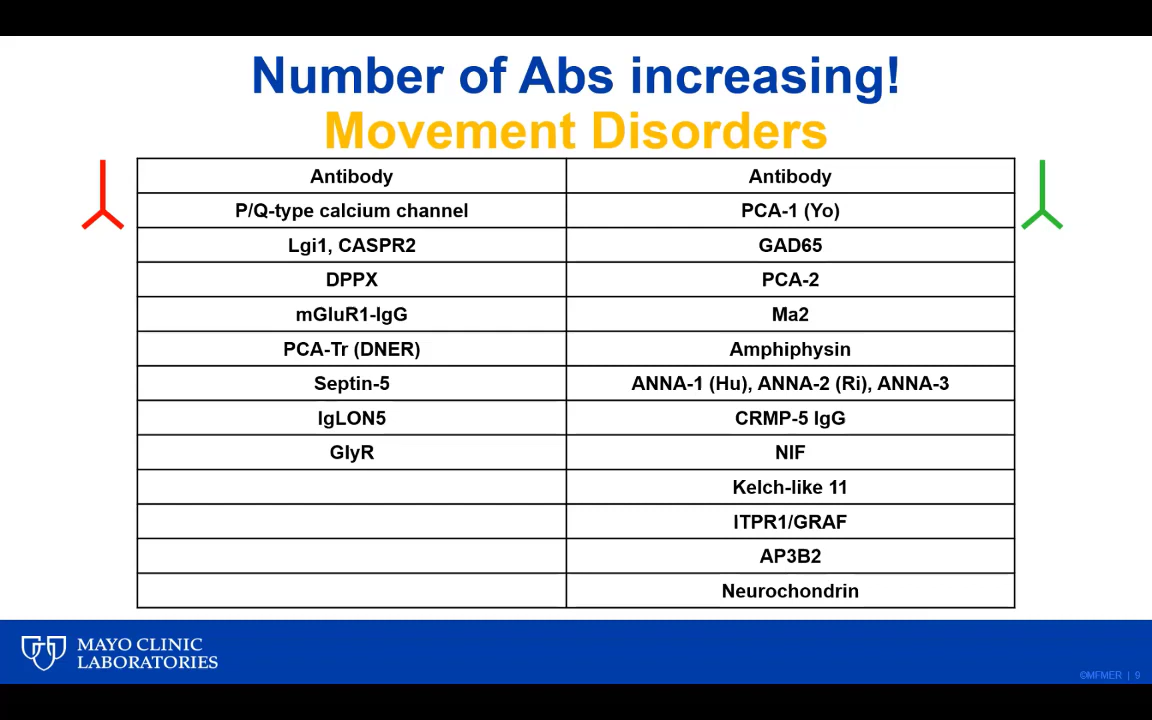 Number of Abs increasing!
Movement Disorders
Antibody Antibody
P/Q-type calcium channel PCA-1 (Yo)
Lgi1, CASPR2 GAD65
DPPX PCA-2
mGluR1-IgG Ma2
PCA-Tr (DNER) Amphiphysin
Septin-5 ANNA-1 (Hu), ANNA-2 (Ri), ANNA-3
IgLON5 CRMP-5 IgG
GlyR NIF
Kelch-like 11
ITPR1/GRAF
AP3B2
Neurochondrin
MAYO CLINIC
LABORATORIES
©MFMER | 9